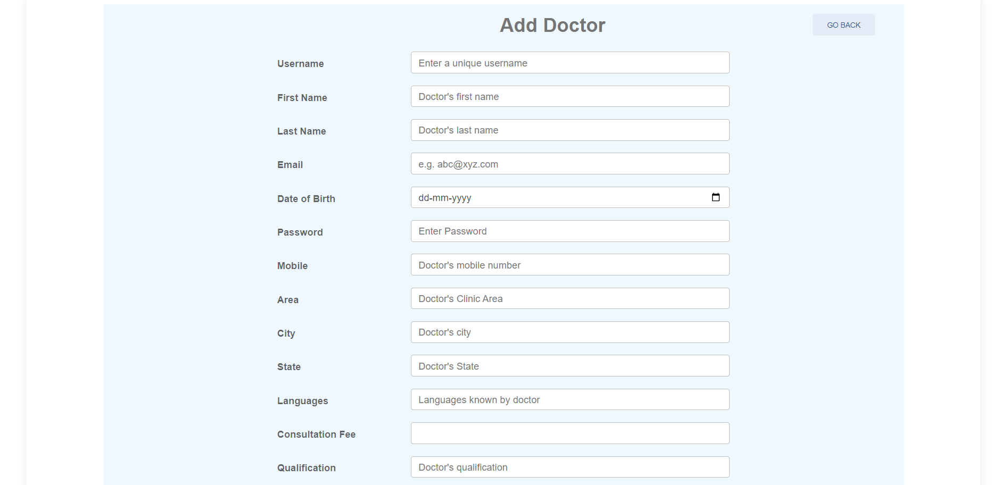 Add Doctor
GO BACK
Username
Enter a unique username
First Name
Doctor's first name
Last Name
Doctor's last name
Email
e.g. abc@xyz.com
Date of Birth
dd-mm-yyyy
Password
Enter Password
Mobile
Doctor's mobile number
Area
Doctor's Clinic Area
City
Doctor's city
State
Doctor's State
Languages
Languages known by doctor
Consultation Fee
Qualification
Doctor's qualification